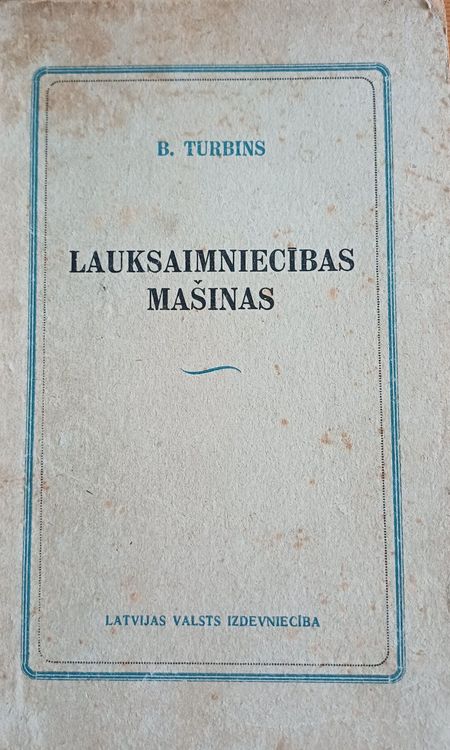 B. TURBINS
LAUKSAIMNIECĪBAS
MAŠINAS
LATVIJAS VALSTS IZDEVNIECĪBA